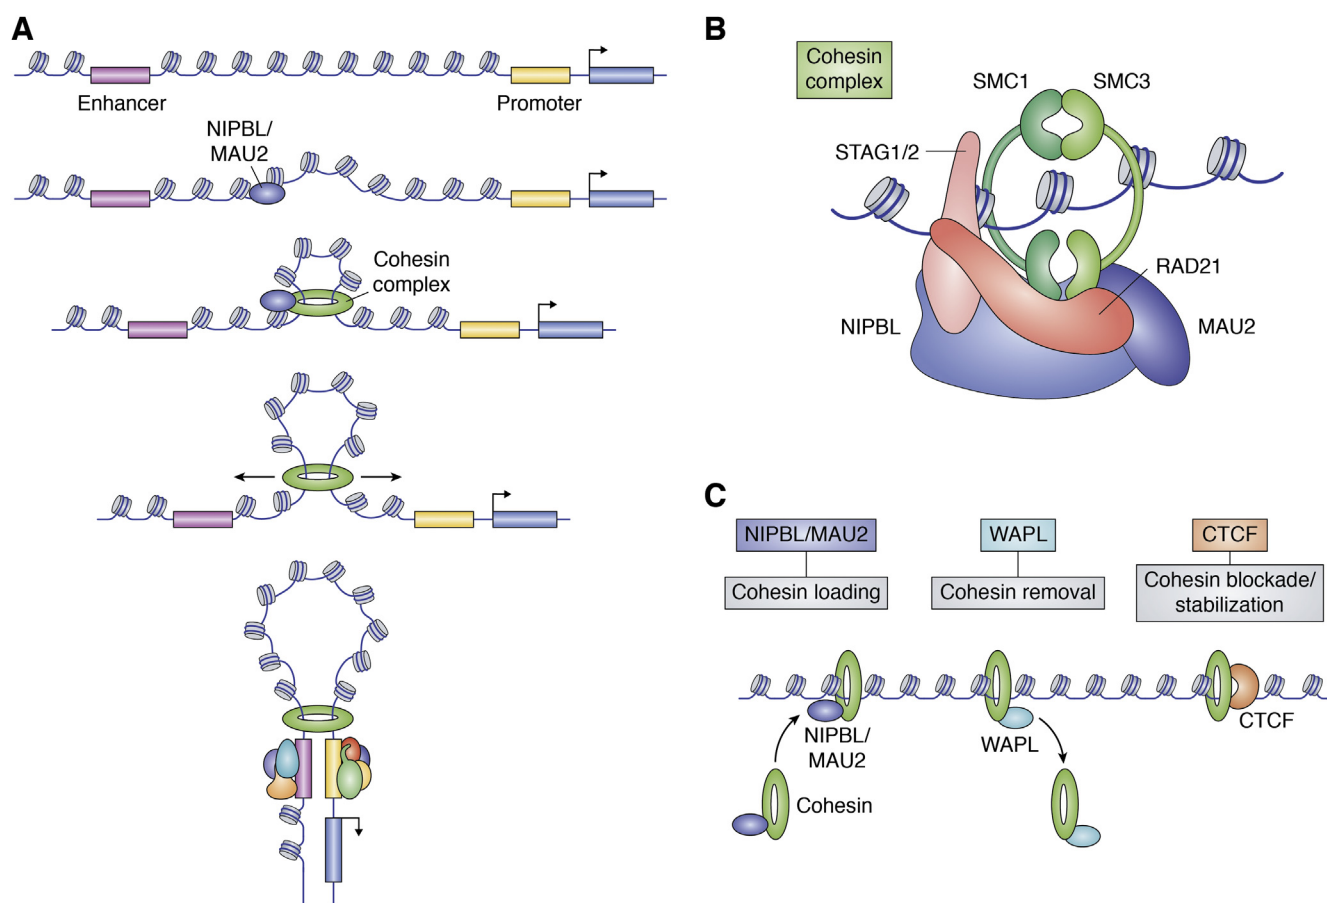 A
Enhancer
Promoter
NIPBL/
MAU2
Cohesin
complex
B
Cohesin
complex
SMC1
SMC3
STAG1/2
RAD21
NIPBL
MAU2
C
NIPBL/MAU2
WAPL
CTCF
Cohesin loading
Cohesin removal
Cohesin blockade/
stabilization
NIPBL/
MAU2
WAPL
CTCF
Cohesin